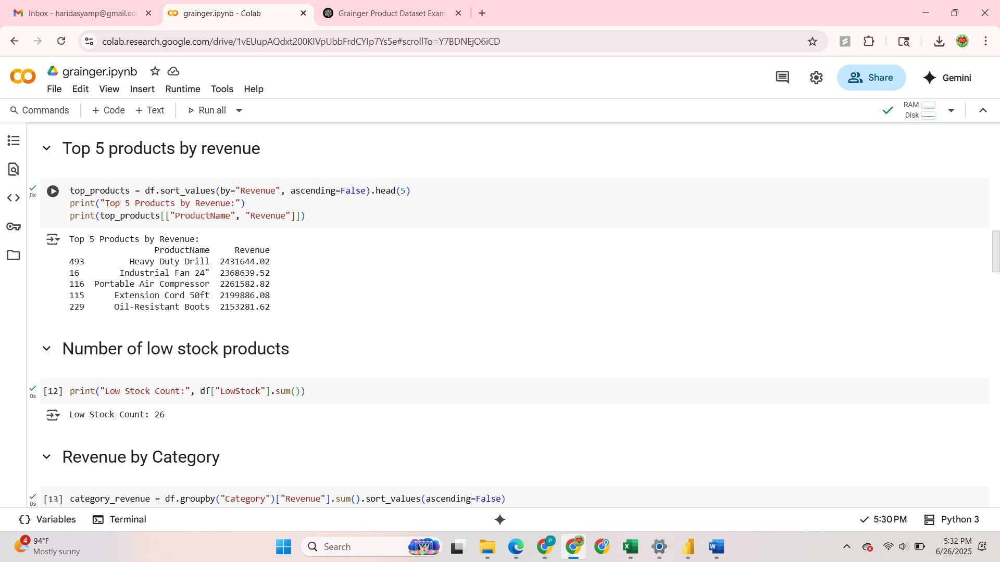 Inbox - haridasyamp@gmail.co
grainger.ipynb - Colab
Grainger Product Dataset Exam
colab.research.google.com/drive/1vEUupAQdxt200KIVpUbbFrdCYIp7Ys5e#scrollTo=Y7BDNEjO6iCD
grainger.ipynb
File Edit View Insert Runtime Tools Help
Share
Gemini
Commands + Code + Text Run all
RAM
Disk
Top 5 products by revenue
0s
top_products = df.sort_values(by="Revenue", ascending=False).head(5)
print("Top 5 Products by Revenue:")
print(top_products[["ProductName", "Revenue"]])
Top 5 Products by Revenue:
ProductName Revenue
493 Heavy Duty Drill 2431644.02
16 Industrial Fan 24" 2368639.52
116 Portable Air Compressor 2261582.82
115 Extension Cord 50ft 2199886.08
229 Oil-Resistant Boots 2153281.62
Number of low stock products
0s
[12] print("Low Stock Count:", df["LowStock"].sum())
Low Stock Count: 26
Revenue by Category
0s
[13] category_revenue = df.groupby("Category")["Revenue"].sum().sort_values(ascending=False)
Variables Terminal
5:30 PM Python 3
4
94°F
Mostly sunny
Search
P
5:32 PM
6/26/2025